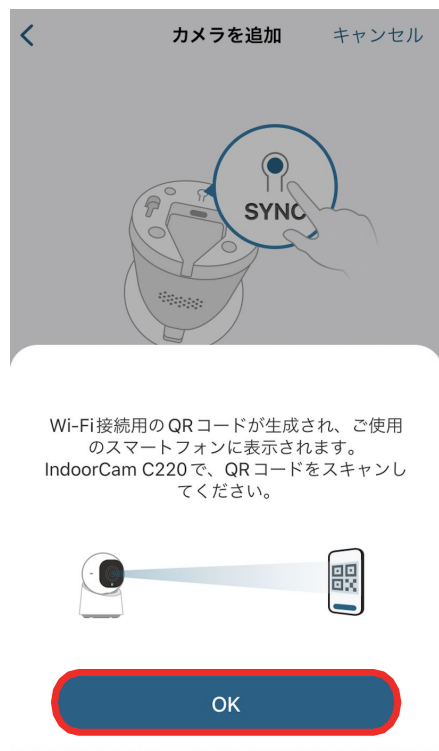 カメラを追加 キャンセル
SYNC
Wi-Fi接続用のQRコードが生成され、ご使用
のスマートフォンに表示されます。
IndoorCam C220で、QRコードをスキャンし
てください。
OK